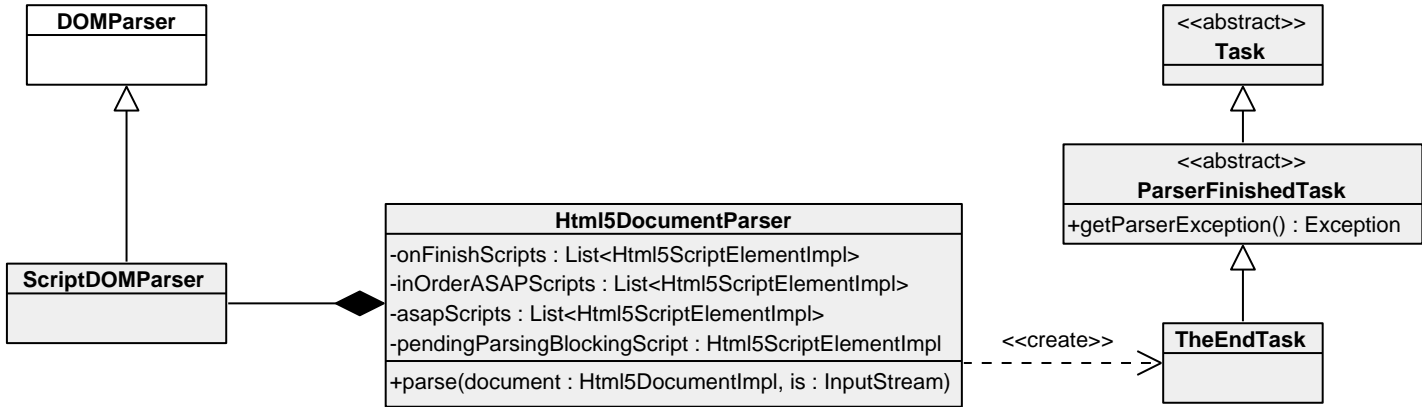 DOMParser
<<abstract>>
Task
<<abstract>>
ParserFinishedTask
+getParserException() : Exception
Html5DocumentParser
-onFinishScripts : List<Html5ScriptElementImpl>
-inOrderASAPScripts : List<Html5ScriptElementImpl>
-asapScripts : List<Html5ScriptElementImpl>
-pendingParsingBlockingScript : Html5ScriptElementImpl
+parse(document : Html5DocumentImpl, is : InputStream)
ScriptDOMParser
<<create>>
TheEndTask